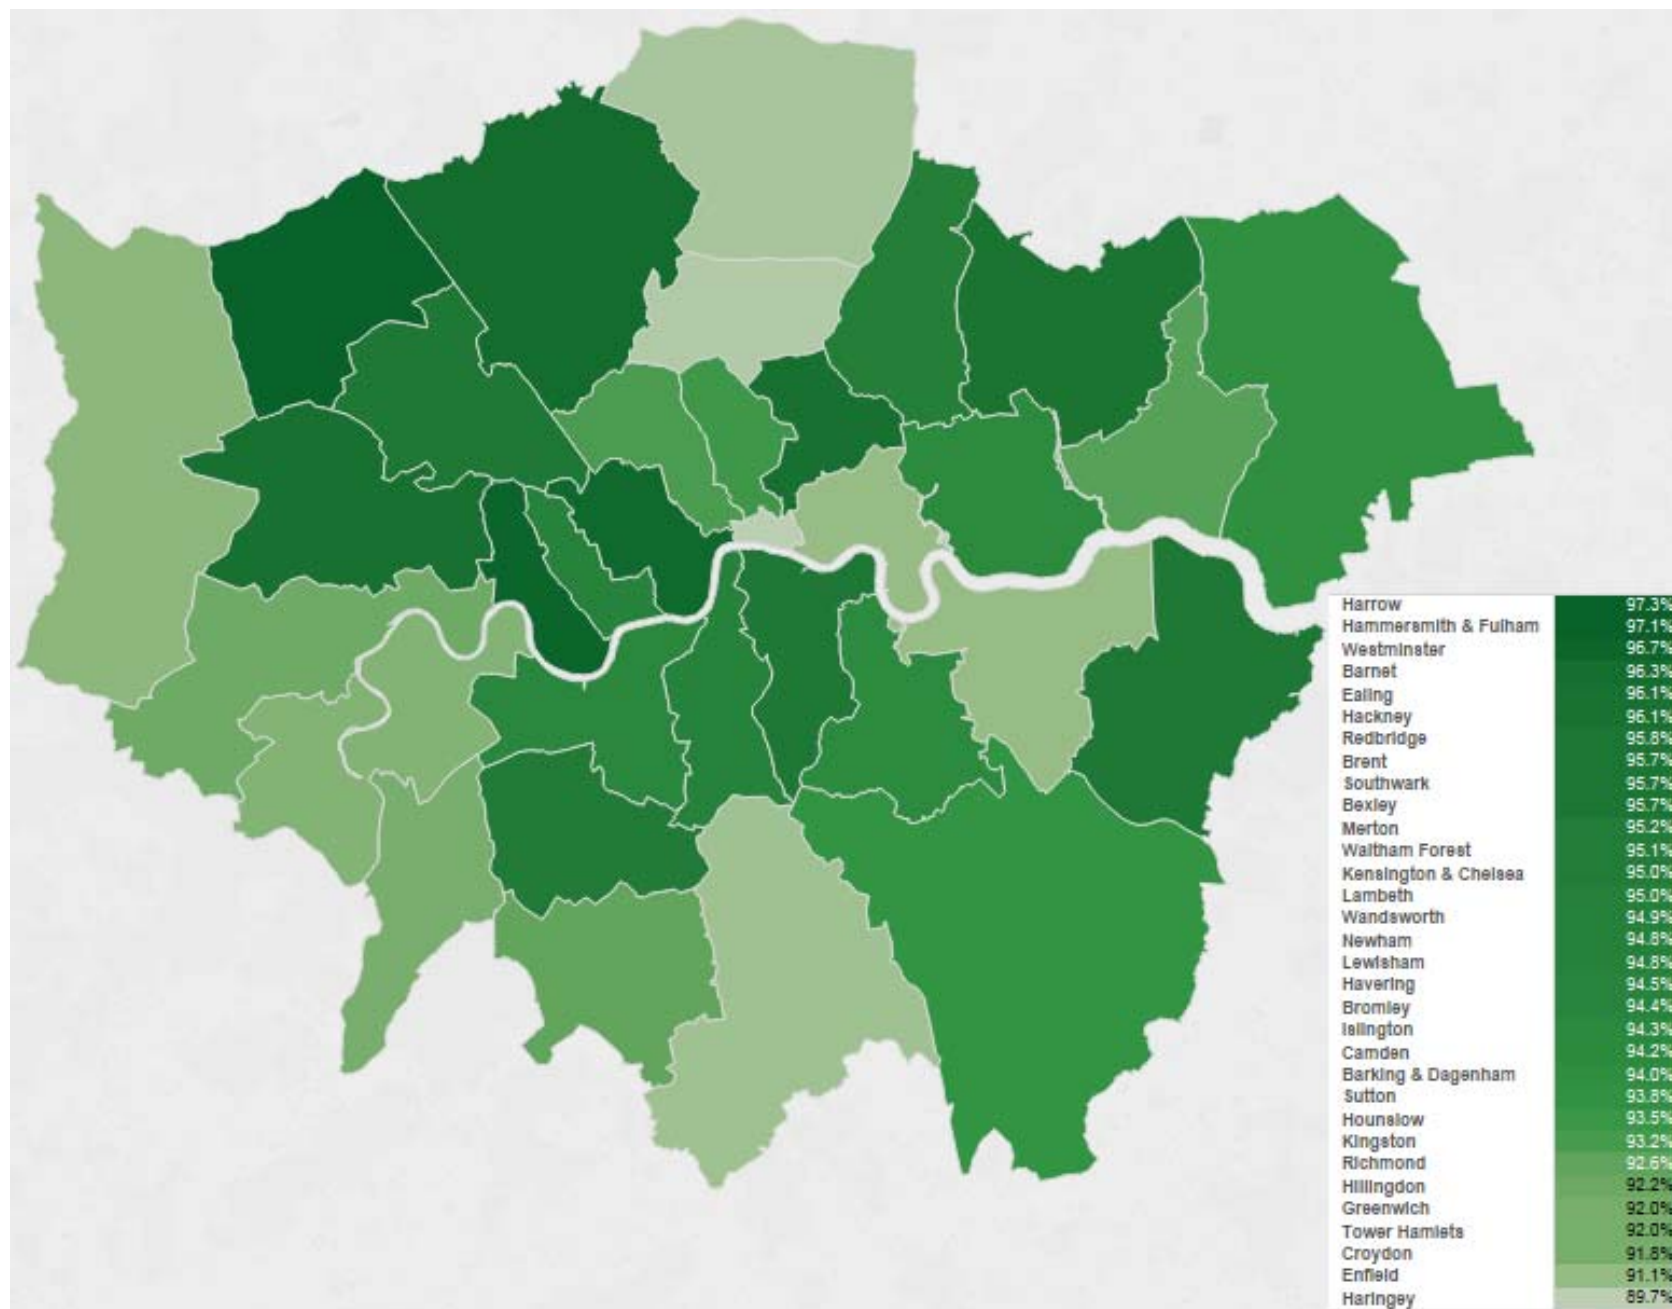 Harrow 97.3%
Hammersmith & Fulham 97.1%
Westminster 96.7%
Barnet 96.3%
Ealing 96.1%
Hackney 96.1%
Redbridge 95.8%
Brent 95.7%
Southwark 95.7%
Bexley 95.7%
Merton 95.2%
Waltham Forest 95.1%
Kensington & Chelsea 95.0%
Lambeth 95.0%
Wandsworth 94.9%
Newham 94.8%
Lewisham 94.8%
Havering 94.5%
Bromley 94.4%
Islington 94.3%
Camden 94.2%
Barking & Dagenham 94.0%
Sutton 93.8%
Hounslow 93.5%
Kingston 93.2%
Richmond 92.6%
Hillingdon 92.2%
Greenwich 92.0%
Tower Hamlets 92.0%
Croydon 91.8%
Enfield 91.1%
Haringey 89.7%